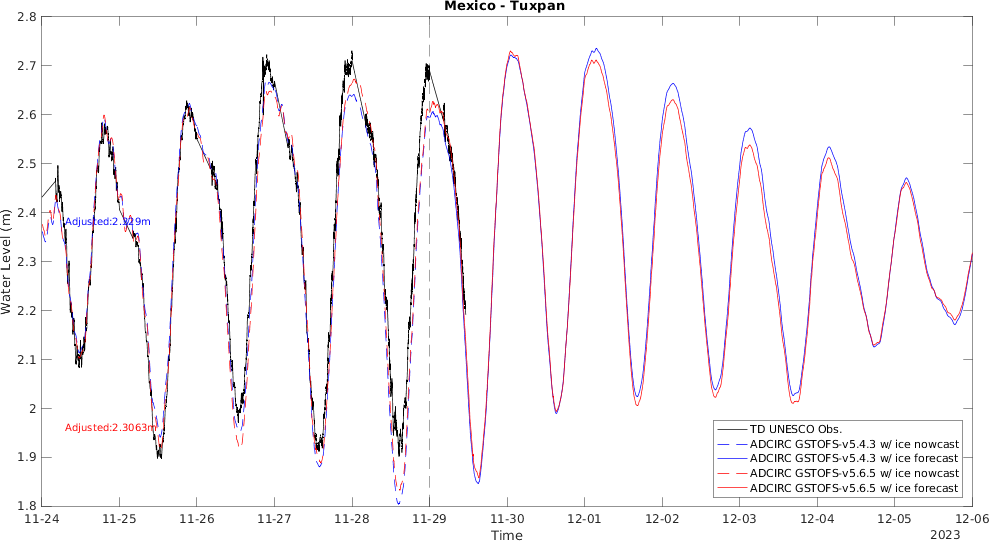 Mexico - Tuxpan
2.8
2.7
2.6
2.5
2.4
2.3
2.2
2.1
2
1.9
1.8
Water Level (m)
Adjusted:2.229m
Adjusted:2.3063m
TD UNESCO Obs.
ADCIRC GSTOFS-v5.4.3 w/ ice nowcast
ADCIRC GSTOFS-v5.4.3 w/ ice forecast
ADCIRC GSTOFS-v5.6.5 w/ ice nowcast
ADCIRC GSTOFS-v5.6.5 w/ ice forecast
11-24 11-25 11-26 11-27 11-28 11-29 11-30 12-01 12-02 12-03 12-04 12-05 12-06
Time
2023